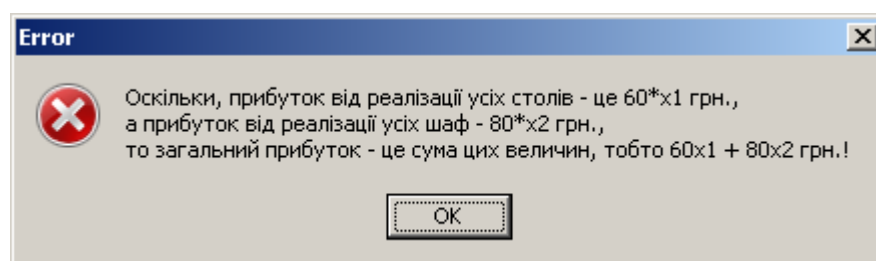 Error
Оскільки, прибуток від реалізації усіх столів - це 60*x1 грн.,
а прибуток від реалізації усіх шаф - 80*x2 грн.,
то загальний прибуток - це сума цих величин, тобто 60x1 + 80x2 грн.!
OK